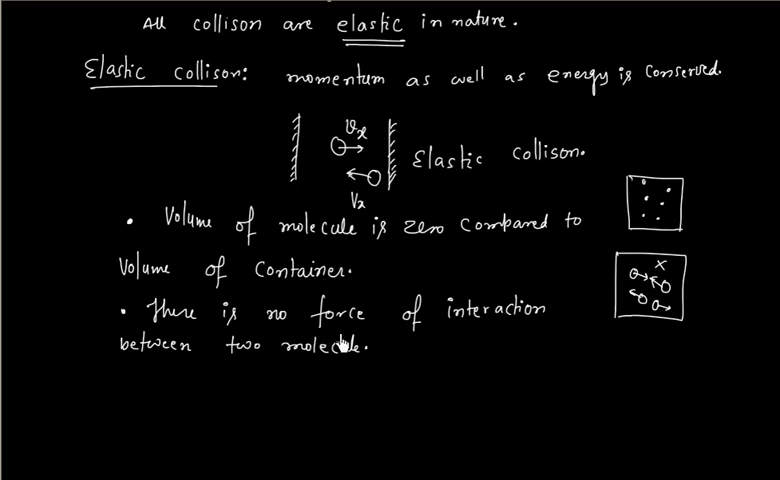 All collison are elastic in nature.
Elastic collison: momentum as well as energy is conserved.
vx
Elastic collison.
Vx
• Volume of molecule is zero compared to
volume of container.
x
• There is no force of interaction
between two molecule.